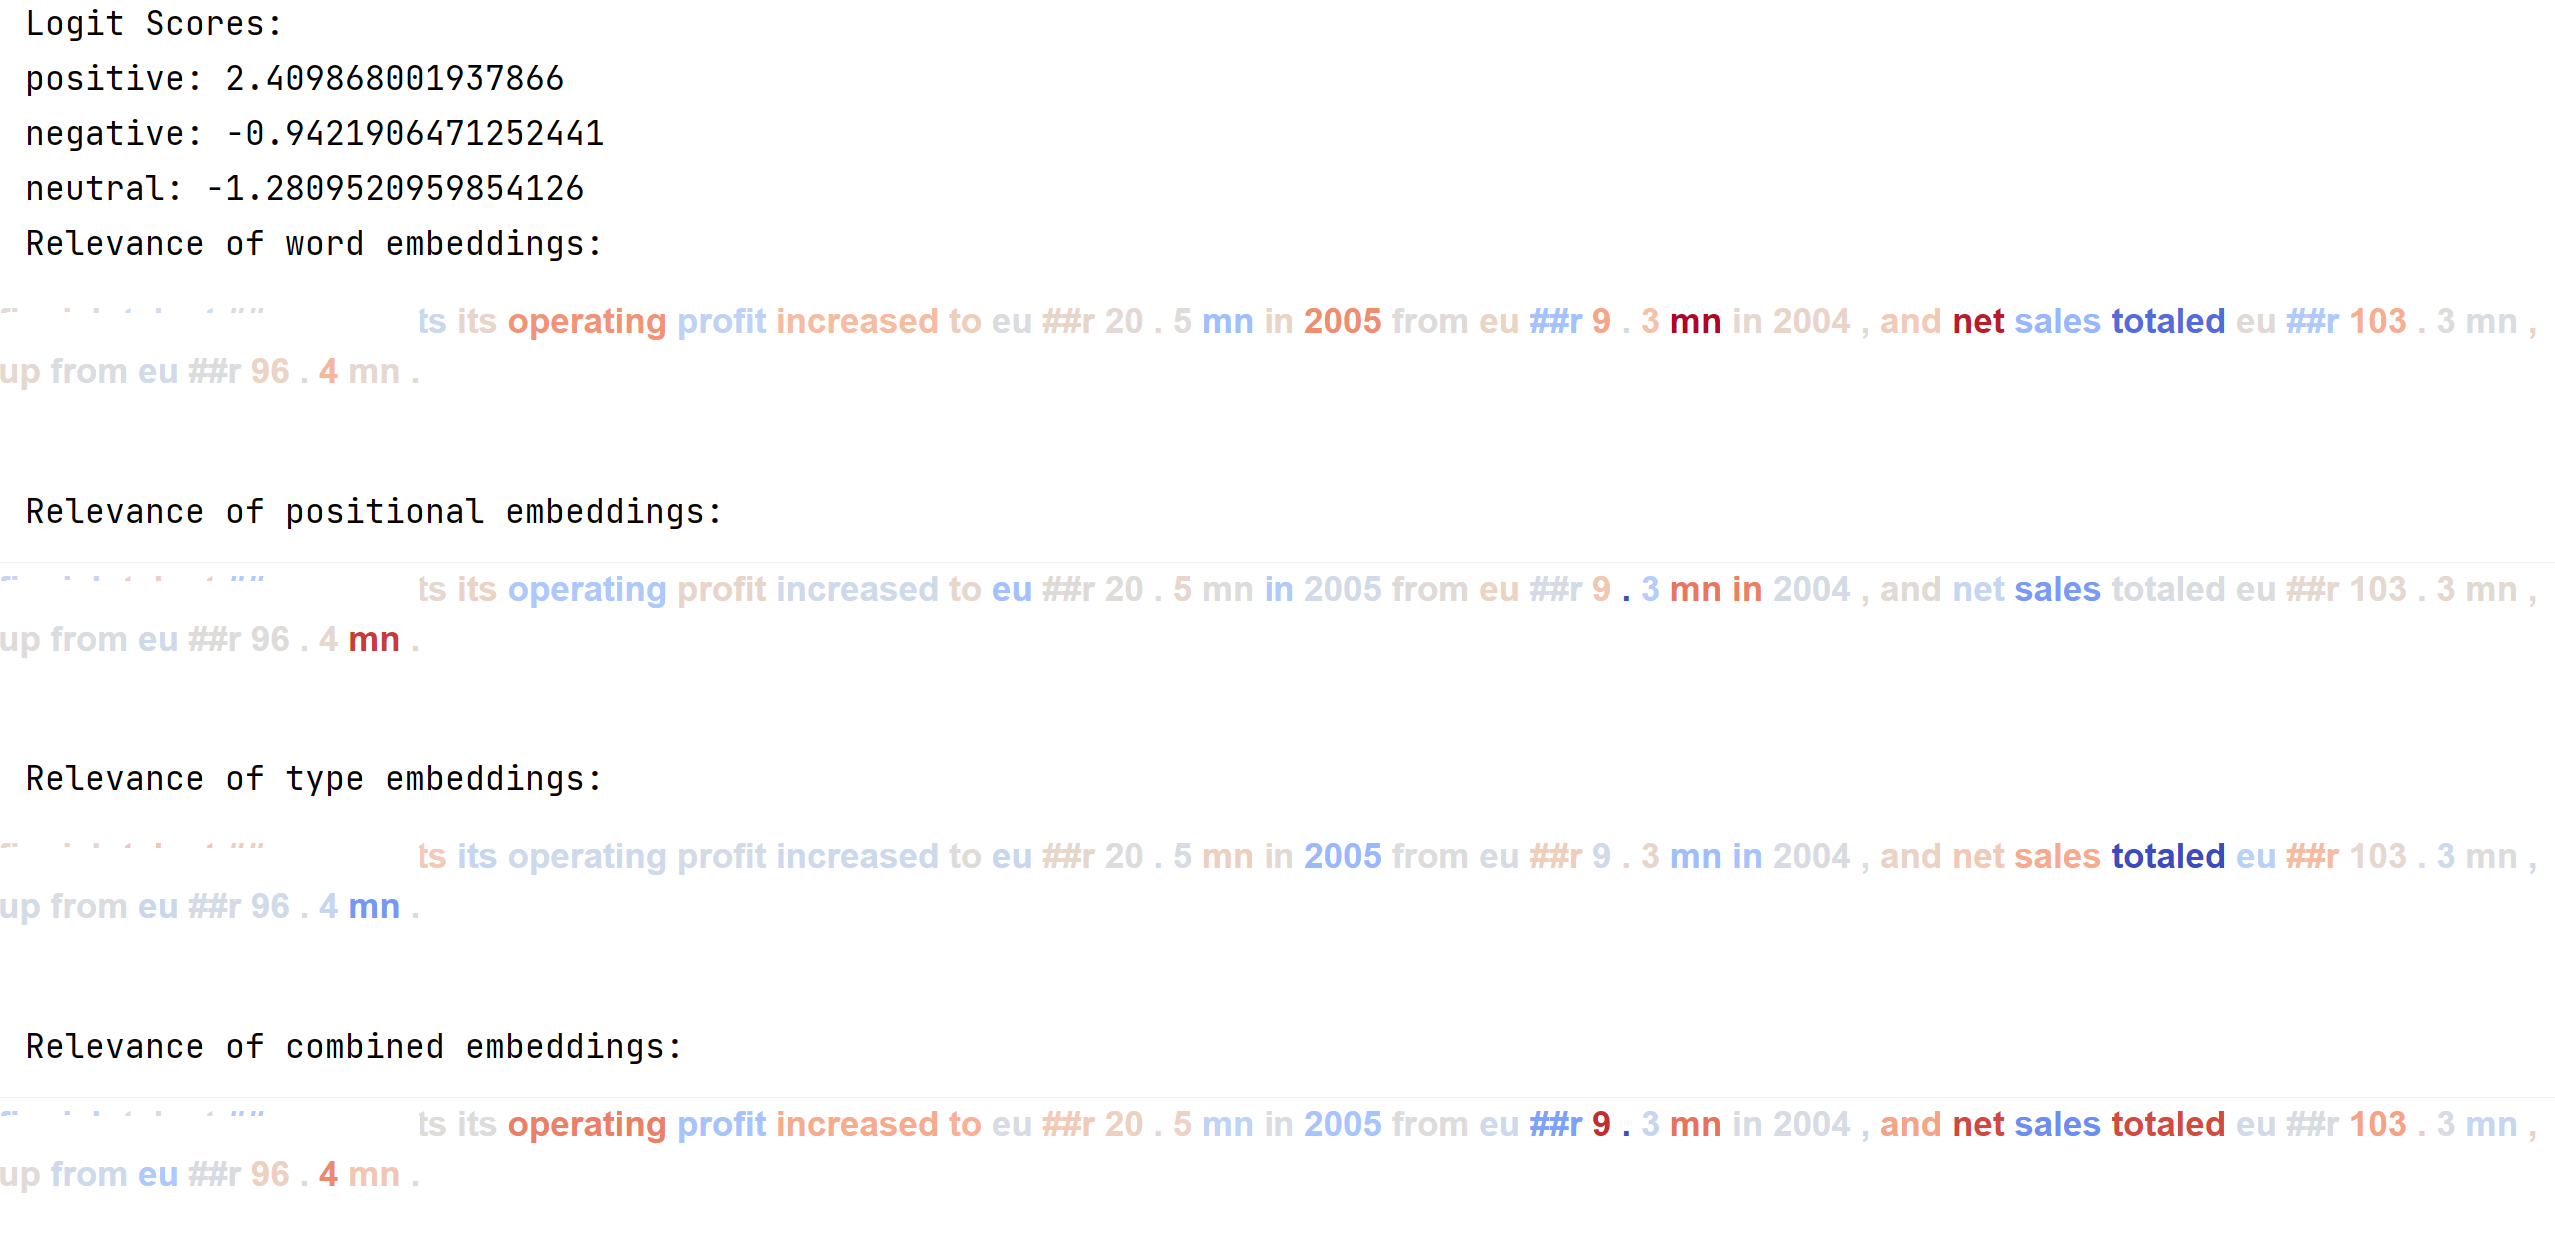 Logit Scores:
positive: 2.409868001937866
negative: -0.9421906471252441
neutral: -1.2809520959854126
Relevance of word embeddings:
its operating profit increased to eu ##r 20 . 5 mn in 2005 from eu ##r 9 . 3 mn in 2004 , and net sales totaled eu ##r 103 . 3 mn ,
up from eu ##r 96 . 4 mn .
Relevance of positional embeddings:
its operating profit increased to eu ##r 20 . 5 mn in 2005 from eu ##r 9 . 3 mn in 2004 , and net sales totaled eu ##r 103 . 3 mn ,
up from eu ##r 96 . 4 mn .
Relevance of type embeddings:
its operating profit increased to eu ##r 20 . 5 mn in 2005 from eu ##r 9 . 3 mn in 2004 , and net sales totaled eu ##r 103 . 3 mn ,
up from eu ##r 96 . 4 mn .
Relevance of combined embeddings:
its operating profit increased to eu ##r 20 . 5 mn in 2005 from eu ##r 9 . 3 mn in 2004 , and net sales totaled eu ##r 103 . 3 mn ,
up from eu ##r 96 . 4 mn .